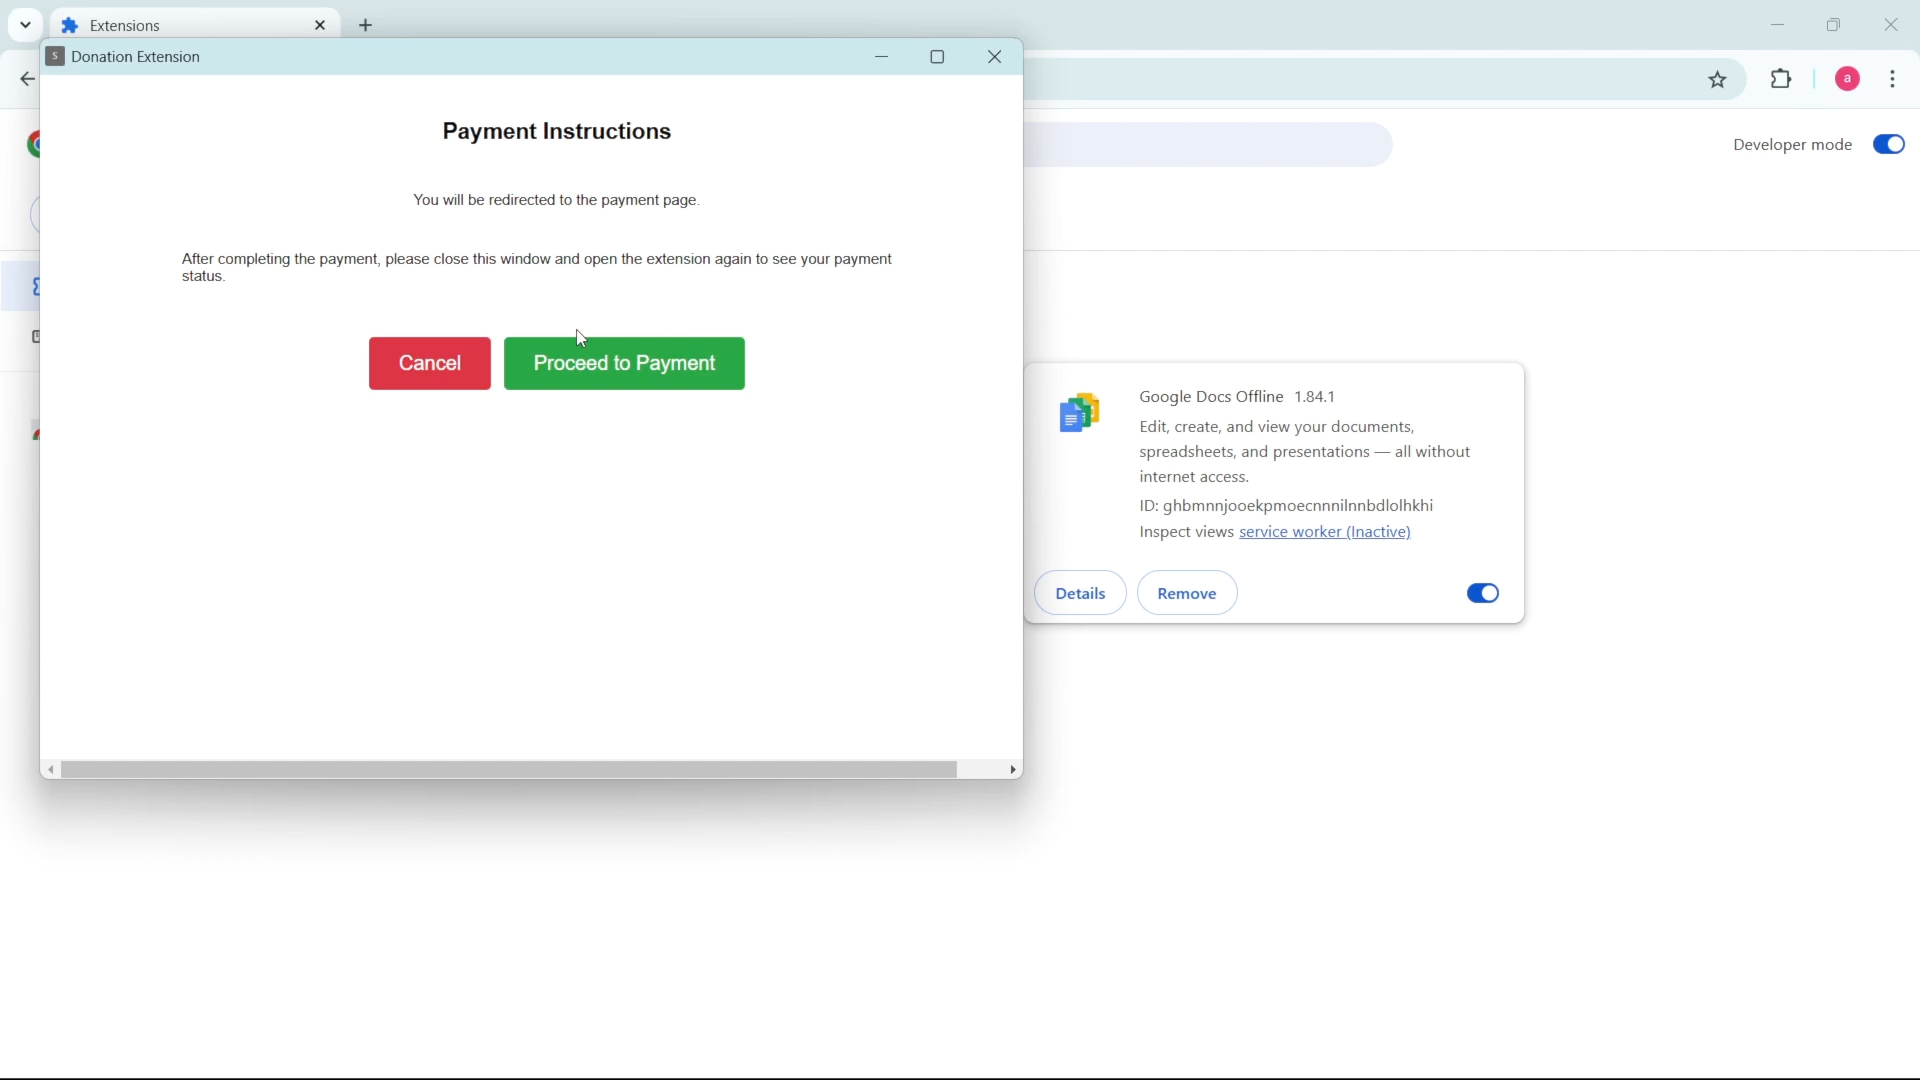 Extensions
S Donation Extension
Payment Instructions
You will be redirected to the payment page.
After completing the payment, please close this window and open the extension again to see your payment
status.
Cancel
Proceed to Payment
a
Developer mode
Google Docs Offline 1.84.1
Edit, create, and view your documents,
spreadsheets, and presentations — all without
internet access.
ID: ghbmnnjooekpmoecnnnilnnbdlolhkhi
Inspect views service worker (Inactive)
Details
Remove